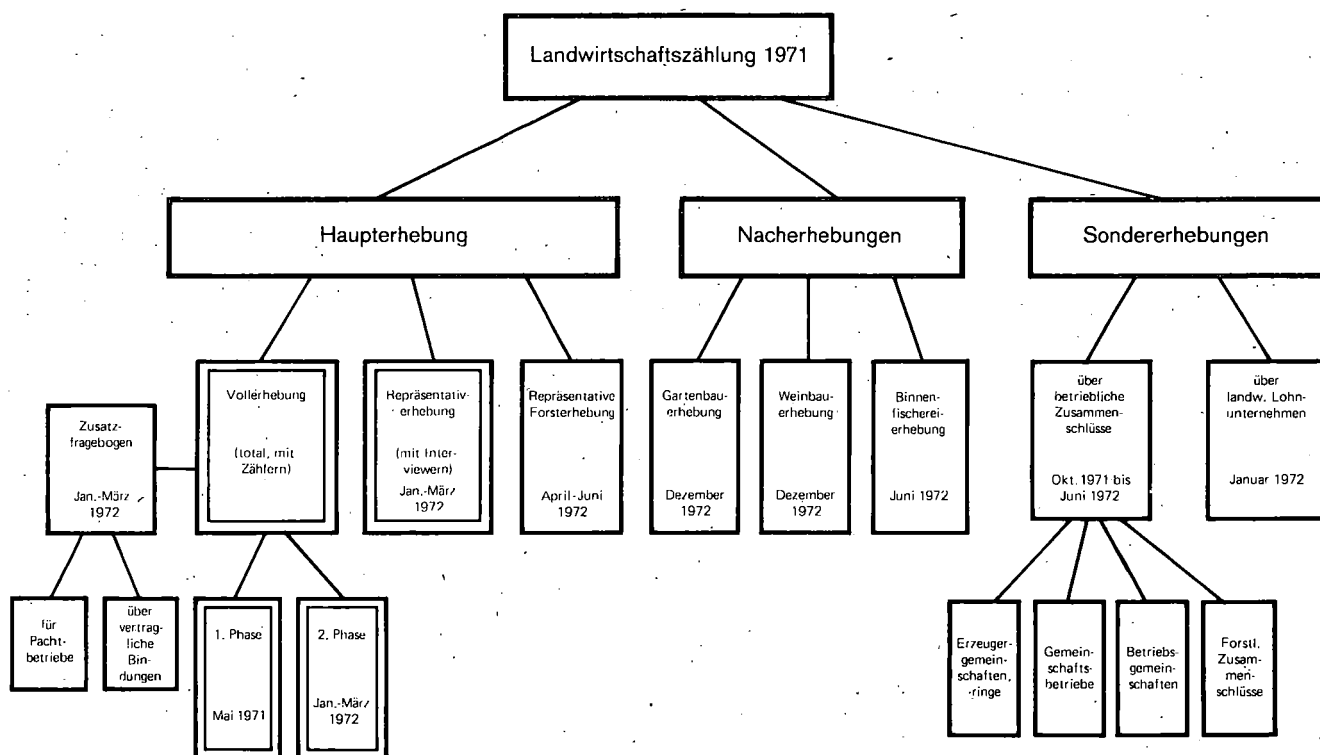 Landwirtschaftszählung 1971
Haupterhebung
Nacherhebungen
Sondererhebungen
Zusatz-
fragebogen
Jan.-März
1972
Vollerhebung
(total, mit
Zählern)
Repräsentativ-
erhebung
(mit Inter-
viewern)
Jan.-März
1972
Repräsentative
Forsterhebung
April-Juni
1972
Gartenbau-
erhebung
Dezember
1972
Weinbau-
erhebung
Dezember
1972
Binnen-
fischerei-
erhebung
Juni 1972
über
betriebliche
Zusammen-
schlüsse
Okt. 1971 bis
Juni 1972
über
landw. Lohn-
unternehmen
Januar 1972
für
Pacht-
betriebe
über
vertrag-
liche
Bin-
dungen
1. Phase
Mai 1971
2. Phase
Jan.-März
1972
Erzeuger-
gemein-
schaften,
-ringe
Gemein-
schafts-
betriebe
Betriebs-
gemein-
schaften
Forstl.
Zusam-
men-
schlüsse